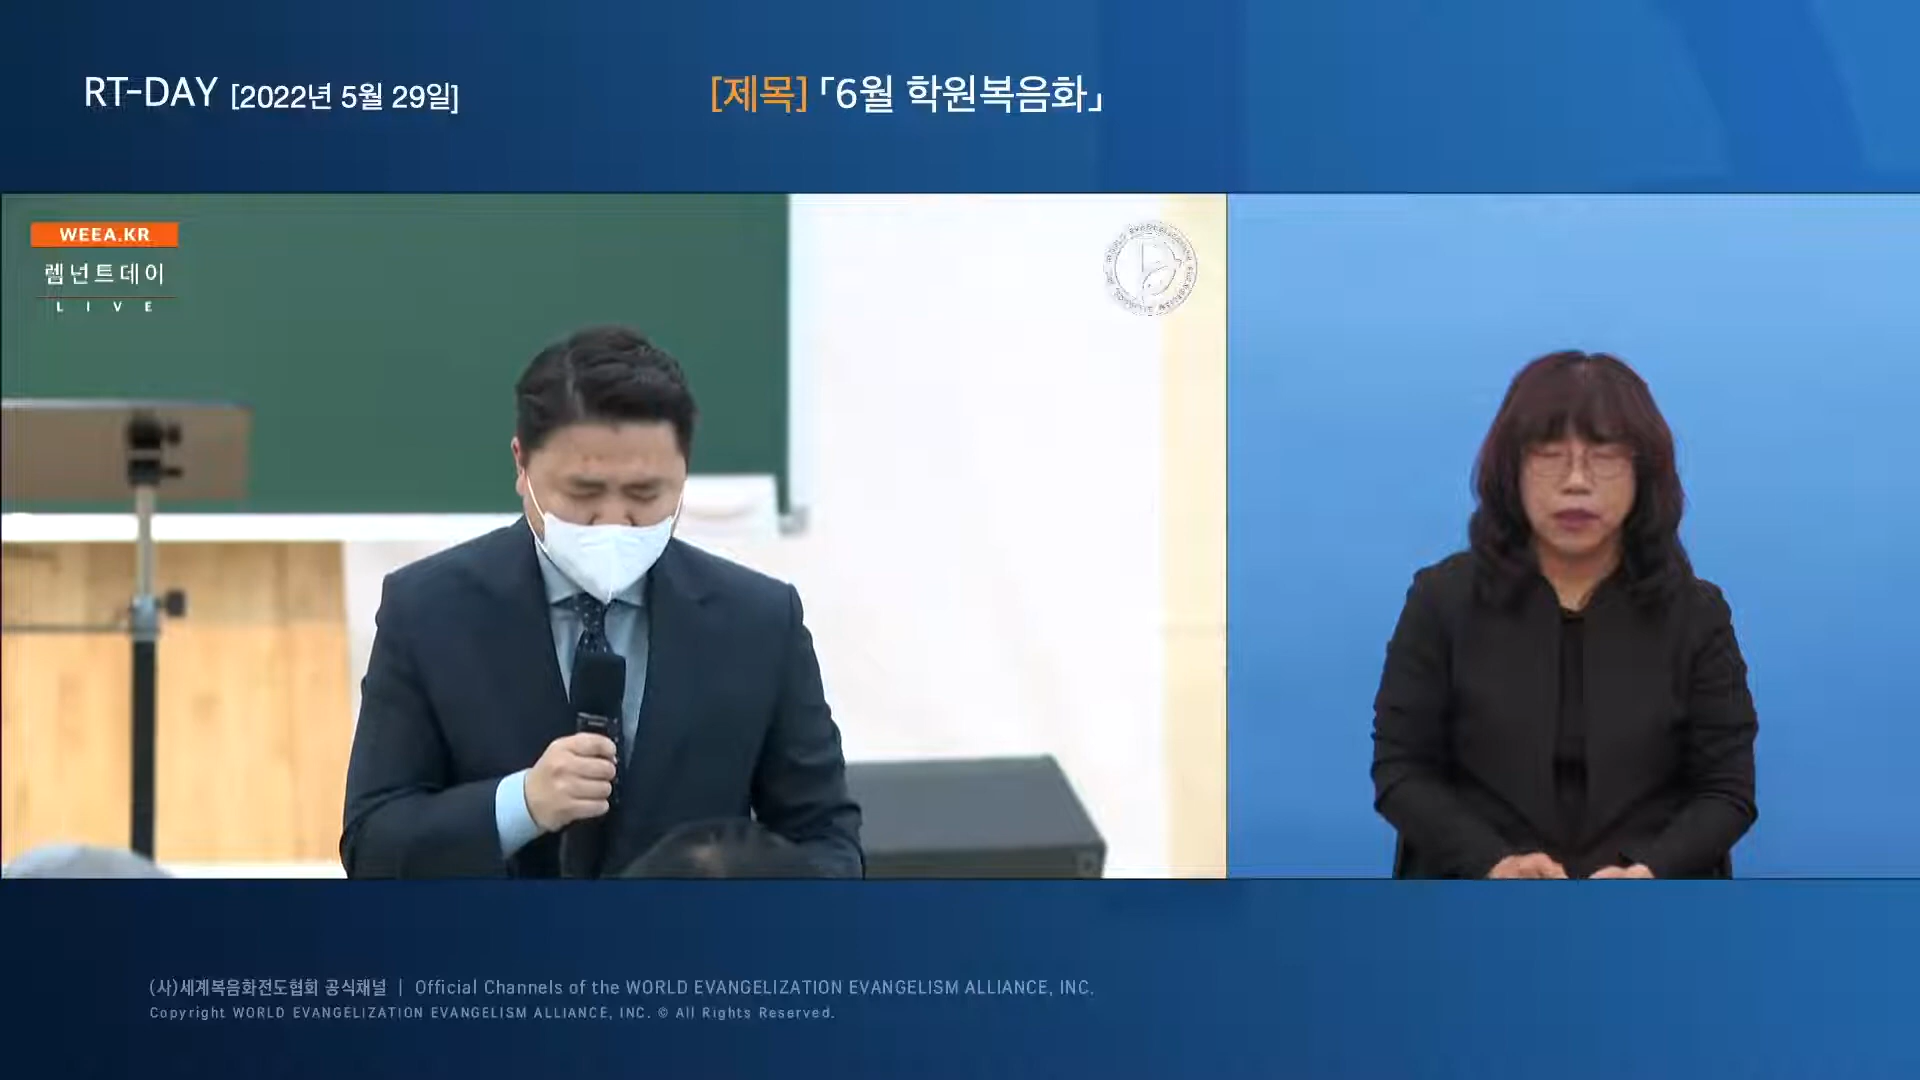 RT-DAY [2022년 5월 29일]
[제목] 「6월 학원복음화」
WEEA.KR
렘넌트데이
LIVE
(사)세계복음화전도협회 공식채널 | Official Channels of the WORLD EVANGELIZATION EVANGELISM ALLIANCE, INC.
Copyright WORLD EVANGELIZATION EVANGELISM ALLIANCE, INC. © All Rights Reserved.